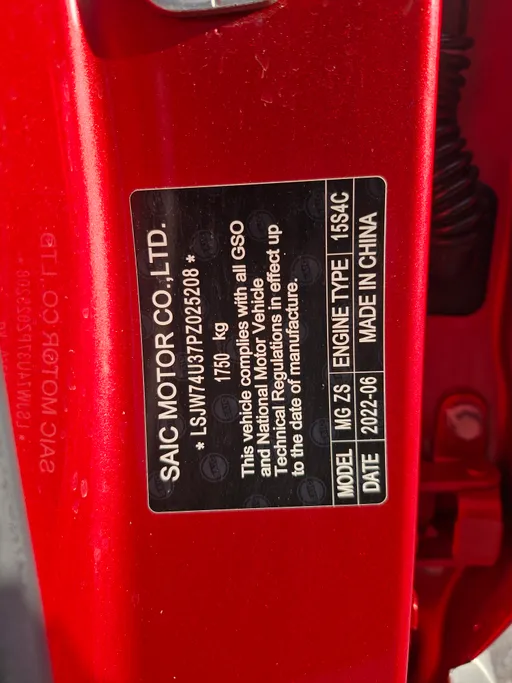 SAIC MOTOR CO.,LTD.
* LSJW74U37PZ025208 *
1750 kg
This vehicle complies with all GSO
and National Motor Vehicle
Technical Regulations in effect up
to the date of manufacture.
MODEL MG ZS ENGINE TYPE 15S4C
DATE 2022-06 MADE IN CHINA